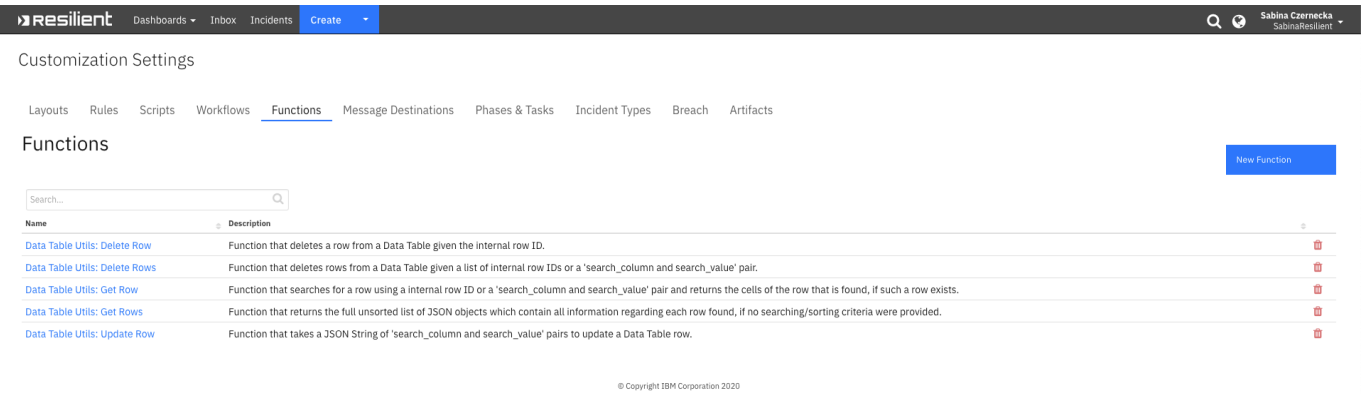 Resilient Dashboards Inbox Incidents Create Sabina Czernecka
SabinaResilient
Customization Settings
Layouts Rules Scripts Workflows Functions Message Destinations Phases & Tasks Incident Types Breach Artifacts
Functions
New Function
Search...
Name Description
Data Table Utils: Delete Row Function that deletes a row from a Data Table given the internal row ID.
Data Table Utils: Delete Rows Function that deletes rows from a Data Table given a list of internal row IDs or a 'search_column and search_value' pair.
Data Table Utils: Get Row Function that searches for a row using a internal row ID or a 'search_column and search_value' pair and returns the cells of the row that is found, if such a row exists.
Data Table Utils: Get Rows Function that returns the full unsorted list of JSON objects which contain all information regarding each row found, if no searching/sorting criteria were provided.
Data Table Utils: Update Row Function that takes a JSON String of 'search_column and search_value' pairs to update a Data Table row.
© Copyright IBM Corporation 2020